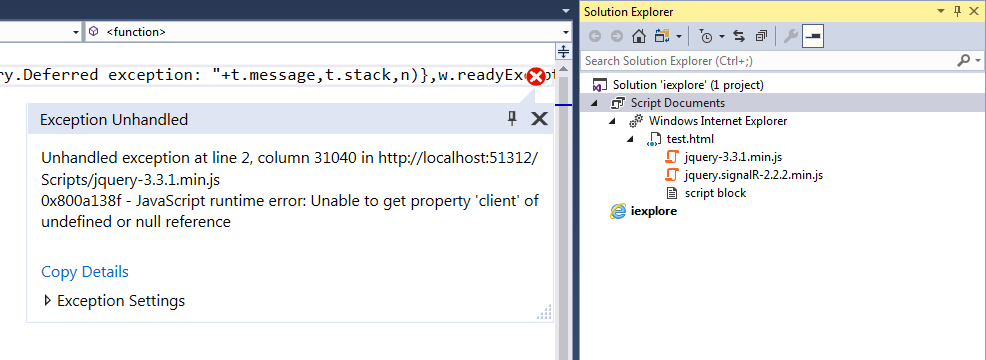 <function>
ry.Deferred exception: "+t.message,t.stack,n)},w.readyEx
Exception Unhandled
Unhandled exception at line 2, column 31040 in http://localhost:51312/
Scripts/jquery-3.3.1.min.js
0x800a138f - JavaScript runtime error: Unable to get property 'client' of
undefined or null reference
Copy Details
Exception Settings
Solution Explorer
Search Solution Explorer (Ctrl+;)
Solution 'iexplore' (1 project)
Script Documents
Windows Internet Explorer
test.html
jquery-3.3.1.min.js
jquery.signalR-2.2.2.min.js
script block
iexplore